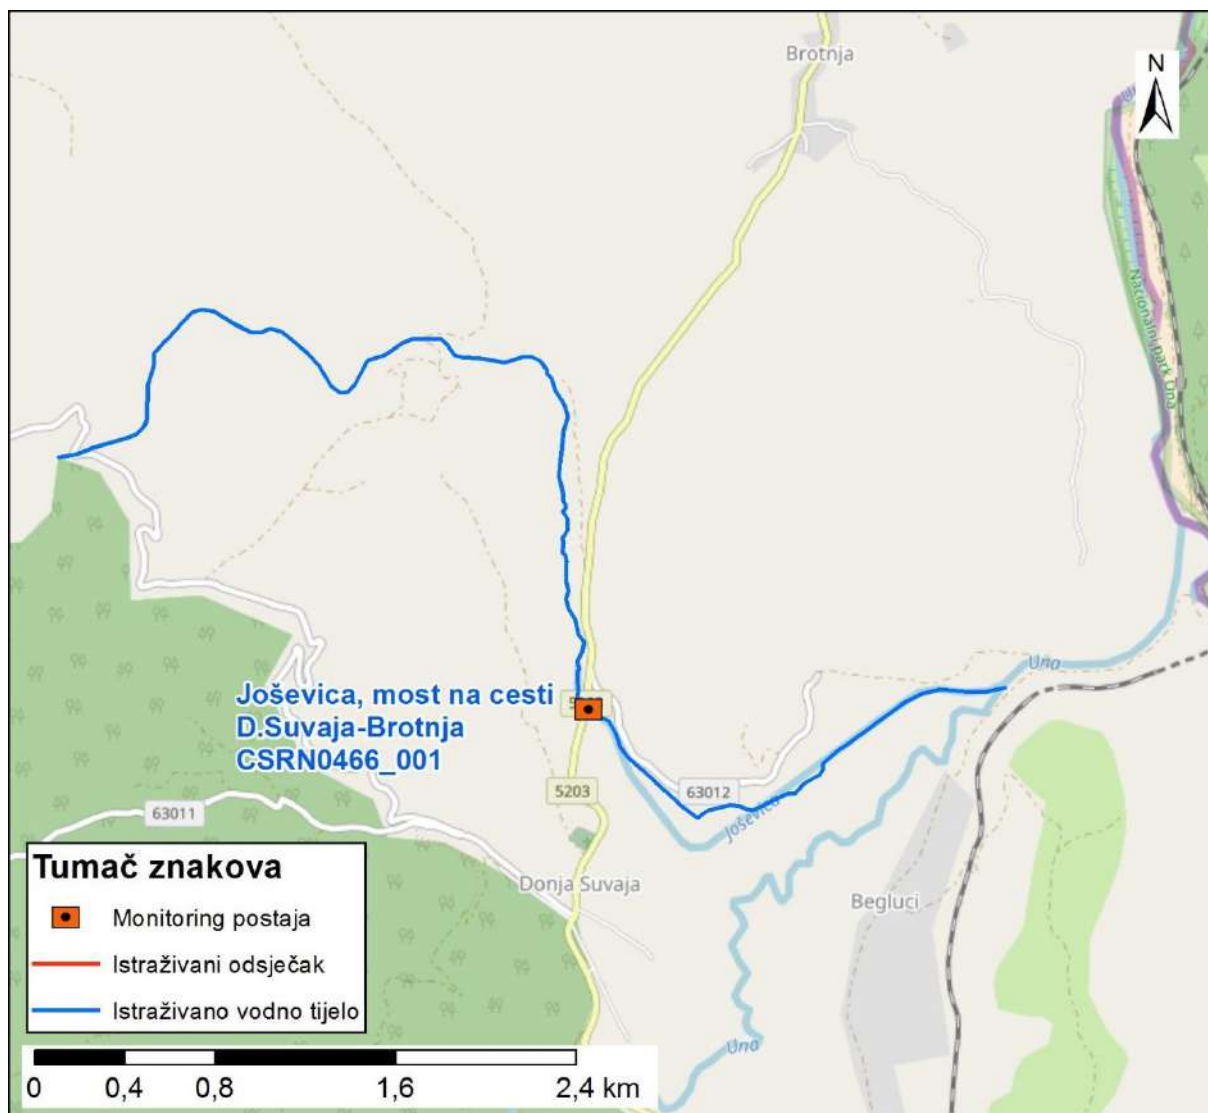 Brotnja
N
Nacionalni park Una
Una
Joševica, most na cesti
D.Suvaja-Brotnja
CSRN0466_001
5203
63012
Joševica
63011
Donja Suvaja
Begluci
Una
Tumač znakova
Monitoring postaja
Istraživani odsječak
Istraživano vodno tijelo
0 0,4 0,8 1,6 2,4 km